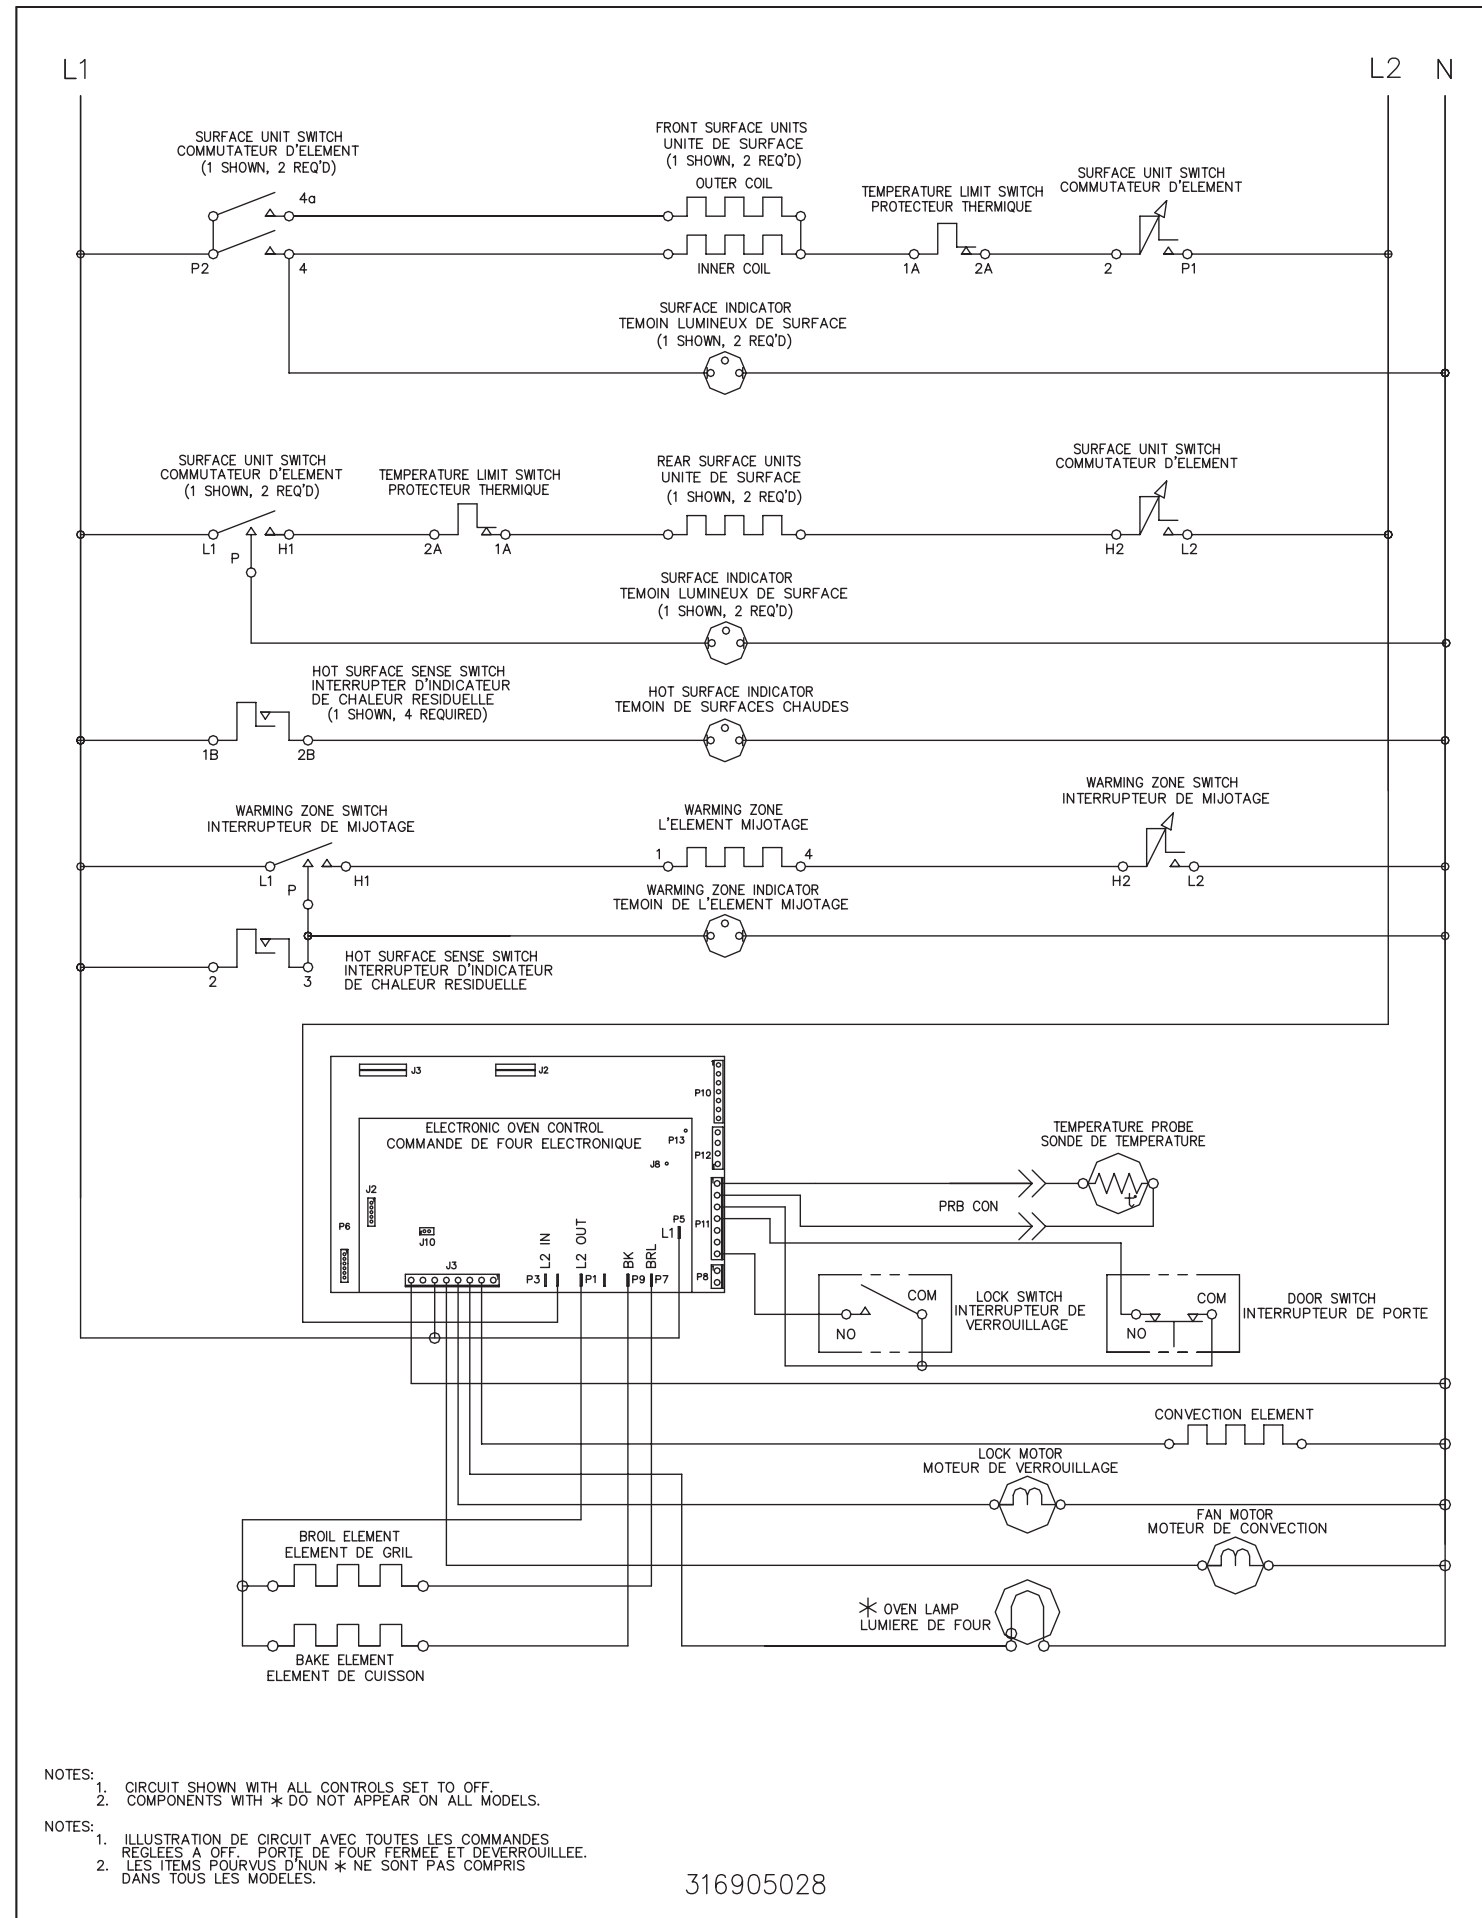 L1
L2 N
SURFACE UNIT SWITCH
COMMUTATEUR D'ELEMENT
(1 SHOWN, 2 REQ'D)
FRONT SURFACE UNITS
UNITE DE SURFACE
(1 SHOWN, 2 REQ'D)
OUTER COIL
TEMPERATURE LIMIT SWITCH
PROTECTEUR THERMIQUE
SURFACE UNIT SWITCH
COMMUTATEUR D'ELEMENT
4a
P2
4
INNER COIL
1A
2A
2
P1
SURFACE INDICATOR
TEMOIN LUMINEUX DE SURFACE
(1 SHOWN, 2 REQ'D)
SURFACE UNIT SWITCH
COMMUTATEUR D'ELEMENT
(1 SHOWN, 2 REQ'D)
TEMPERATURE LIMIT SWITCH
PROTECTEUR THERMIQUE
REAR SURFACE UNITS
UNITE DE SURFACE
(1 SHOWN, 2 REQ'D)
SURFACE UNIT SWITCH
COMMUTATEUR D'ELEMENT
L1
P
H1
2A
1A
H2
L2
SURFACE INDICATOR
TEMOIN LUMINEUX DE SURFACE
(1 SHOWN, 2 REQ'D)
HOT SURFACE SENSE SWITCH
INTERRUPTER D'INDICATEUR
DE CHALEUR RESIDUELLE
(1 SHOWN, 4 REQUIRED)
HOT SURFACE INDICATOR
TEMOIN DE SURFACES CHAUDES
1B
2B
WARMING ZONE SWITCH
INTERRUPTEUR DE MIJOTAGE
WARMING ZONE
L'ELEMENT MIJOTAGE
WARMING ZONE SWITCH
INTERRUPTEUR DE MIJOTAGE
1
4
L1
P
H1
H2
L2
WARMING ZONE INDICATOR
TEMOIN DE L'ELEMENT MIJOTAGE
2
3
HOT SURFACE SENSE SWITCH
INTERRUPTEUR D'INDICATEUR
DE CHALEUR RESIDUELLE
J3
J2
1
P10
ELECTRONIC OVEN CONTROL
COMMANDE DE FOUR ELECTRONIQUE
P13
J8
P12
TEMPERATURE PROBE
SONDE DE TEMPERATURE
t°
PRB CON
J2
P6
J10
J3
P5
L1
P11
P8
L2 IN
L2 OUT
BK
BRL
P3
P1
P9
P7
COM
NO
LOCK SWITCH
INTERRUPTEUR DE
VERROUILLAGE
COM
NO
DOOR SWITCH
INTERRUPTEUR DE PORTE
CONVECTION ELEMENT
LOCK MOTOR
MOTEUR DE VERROUILLAGE
FAN MOTOR
MOTEUR DE CONVECTION
BROIL ELEMENT
ELEMENT DE GRIL
* OVEN LAMP
LUMIERE DE FOUR
BAKE ELEMENT
ELEMENT DE CUISSON
NOTES:
1. CIRCUIT SHOWN WITH ALL CONTROLS SET TO OFF.
2. COMPONENTS WITH * DO NOT APPEAR ON ALL MODELS.
NOTES:
1. ILLUSTRATION DE CIRCUIT AVEC TOUTES LES COMMANDES
REGLEES A OFF. PORTE DE FOUR FERMEE ET DEVERROUILLEE.
2. LES ITEMS POURVUS D'NUN * NE SONT PAS COMPRIS
DANS TOUS LES MODELES.
316905028